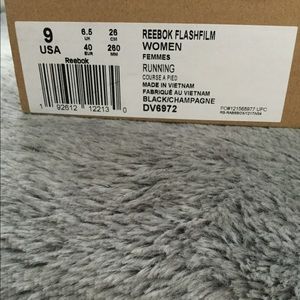 9
USA
6.5
UK
26
CM
40
EUR
260
MM
Reebok
1 92612 12213 0
REEBOK FLASHFILM
WOMEN
FEMMES
RUNNING
COURSE A PIED
MADE IN VIETNAM
FABRIQUÉ AU VIETNAM
BLACK/CHAMPAGNE
DV6972